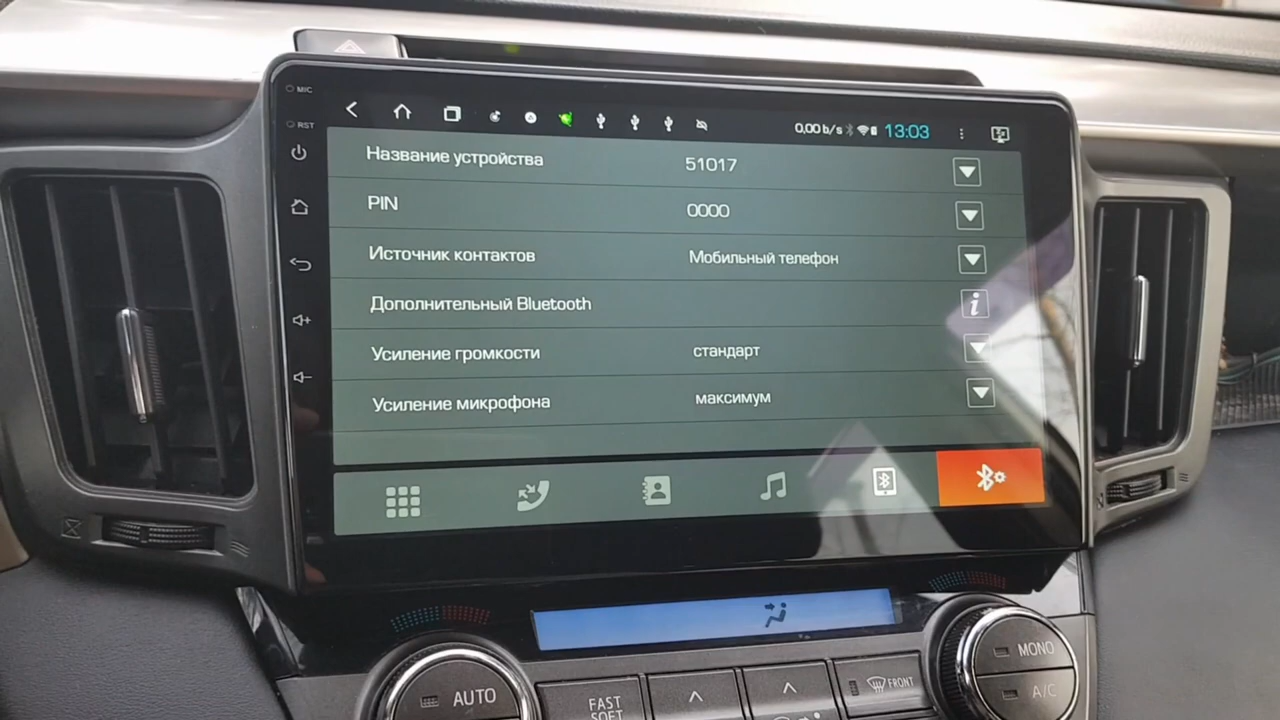 MIC
RST
0,00 b/s
13:03
Название устройства 51017
PIN 0000
Источник контактов Мобильный телефон
Дополнительный Bluetooth i
Усиление громкости стандарт
Усиление микрофона максимум
AUTO
FAST
SOFT
FRONT
MONO
A/C